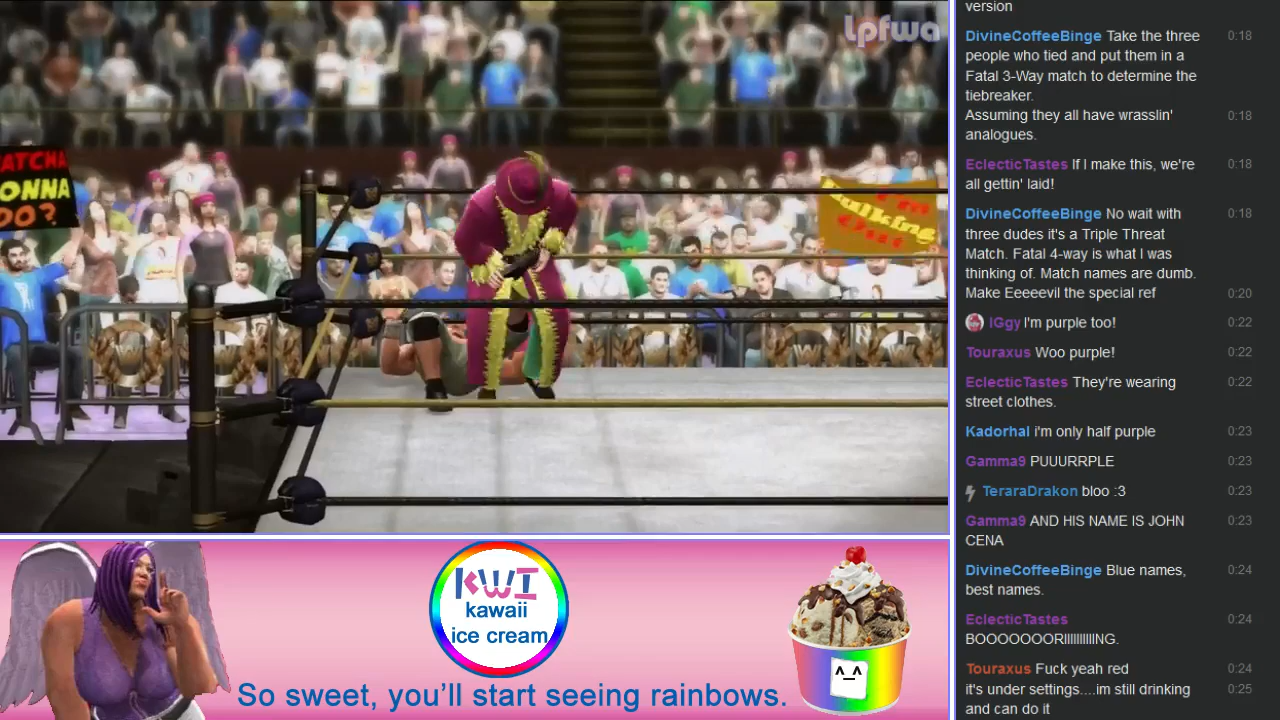 lpfwa
ATCHA
ONNA
OO?
I'm
Walking
Out
KWI
kawaii
ice cream
^_^
So sweet, you'll start seeing rainbows.
version
DivineCoffeeBinge Take the three 0:18
people who tied and put them in a
Fatal 3-Way match to determine the
tiebreaker.
Assuming they all have wrasslin' 0:18
analogues.
EclecticTastes If I make this, we're 0:18
all gettin' laid!
DivineCoffeeBinge No wait with 0:18
three dudes it's a Triple Threat
Match. Fatal 4-way is what I was
thinking of. Match names are dumb.
Make Eeeeevil the special ref 0:20
IGgy I'm purple too! 0:22
Touraxus Woo purple! 0:22
EclecticTastes They're wearing 0:22
street clothes.
Kadorhal i'm only half purple 0:23
Gamma9 PUUURRPLE 0:23
TeraraDrakon bloo :3 0:23
Gamma9 AND HIS NAME IS JOHN 0:23
CENA
DivineCoffeeBinge Blue names, 0:24
best names.
EclecticTastes 0:24
BOOOOOOORIIIIIIIIIING.
Touraxus Fuck yeah red 0:24
it's under settings....im still drinking 0:25
and can do it